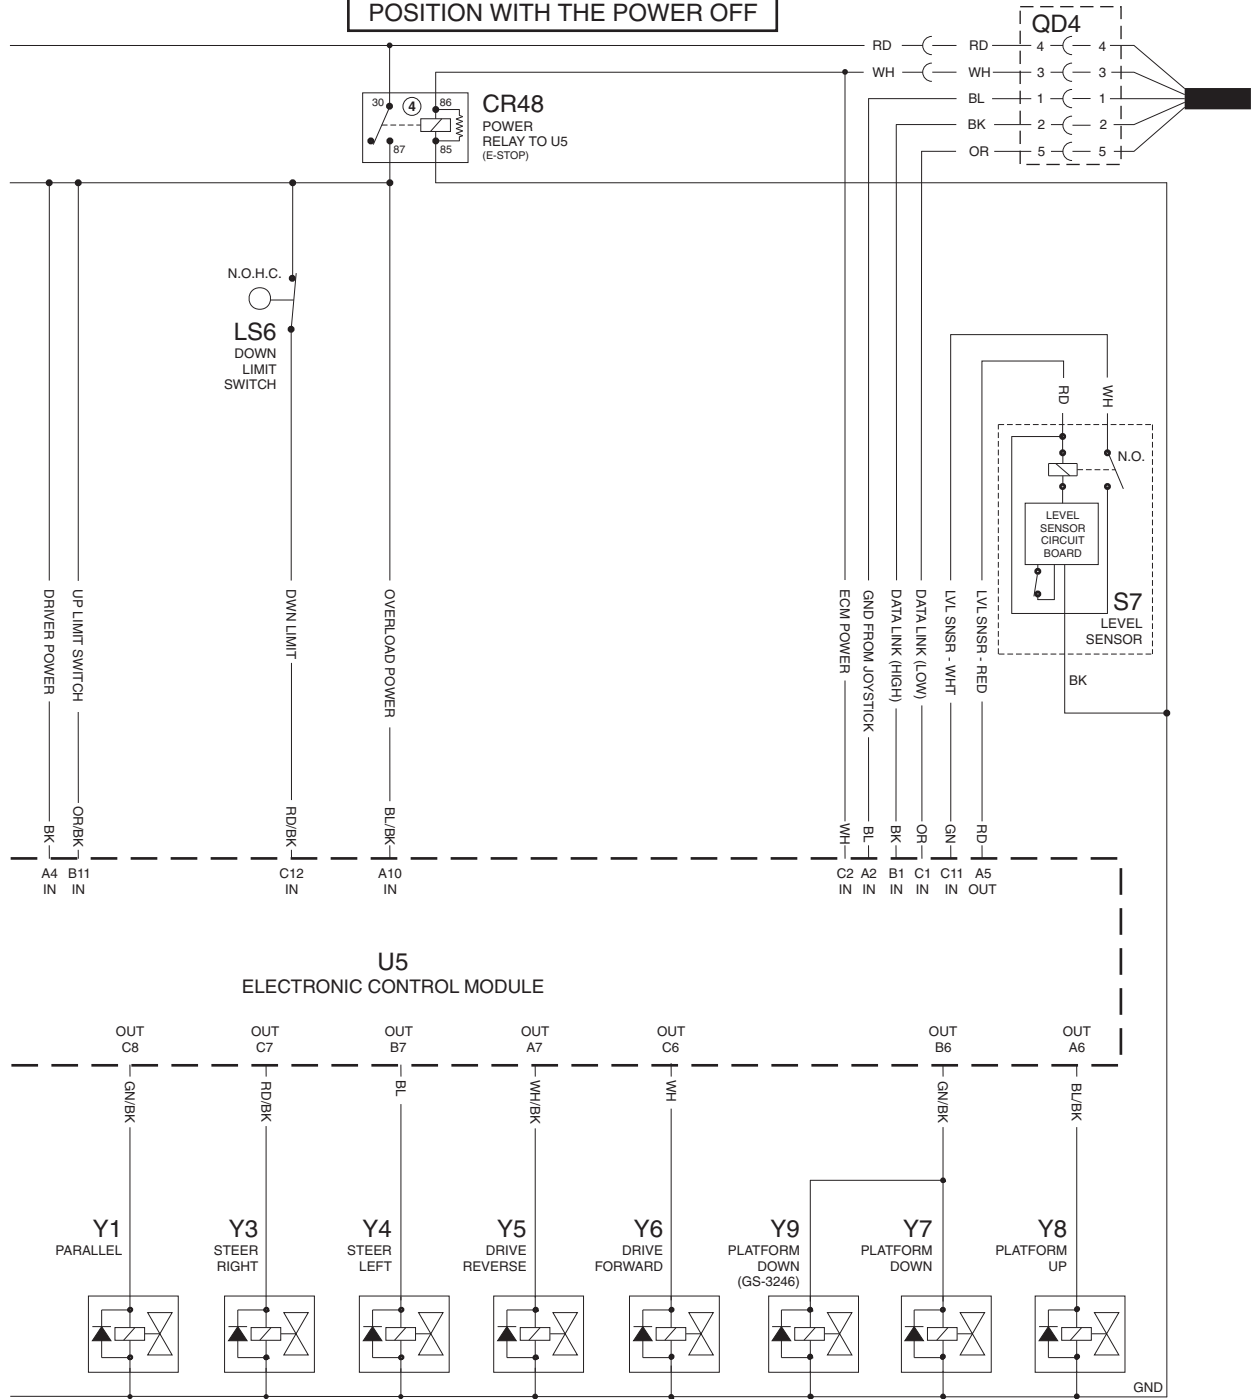 POSITION WITH THE POWER OFF
QD4
RD RD 4 4
WH WH 3 3
BL 1 1
BK 2 2
OR 5 5
30 4 86
87 85
CR48
POWER
RELAY TO U5
(E-STOP)
N.O.H.C.
LS6
DOWN
LIMIT
SWITCH
RD
WH
N.O.
LEVEL
SENSOR
CIRCUIT
BOARD
S7
LEVEL
SENSOR
BK
DRIVER POWER
UP LIMIT SWITCH
DWN LIMIT
OVERLOAD POWER
ECM POWER
GND FROM JOYSTICK
DATA LINK (HIGH)
DATA LINK (LOW)
LVL SNSR - WHT
LVL SNSR - RED
BK
OR/BK
RD/BK
BL/BK
WH
BL
BK
OR
GN
RD
A4 B11 C12 A10 C2 A2 B1 C1 C11 A5
IN IN IN IN IN IN IN IN IN OUT
U5
ELECTRONIC CONTROL MODULE
OUT OUT OUT OUT OUT OUT OUT
C8 C7 B7 A7 C6 B6 A6
GN/BK
RD/BK
BL
WH/BK
WH
GN/BK
BL/BK
Y1
PARALLEL
Y3
STEER
RIGHT
Y4
STEER
LEFT
Y5
DRIVE
REVERSE
Y6
DRIVE
FORWARD
Y9
PLATFORM
DOWN
(GS-3246)
Y7
PLATFORM
DOWN
Y8
PLATFORM
UP
GND